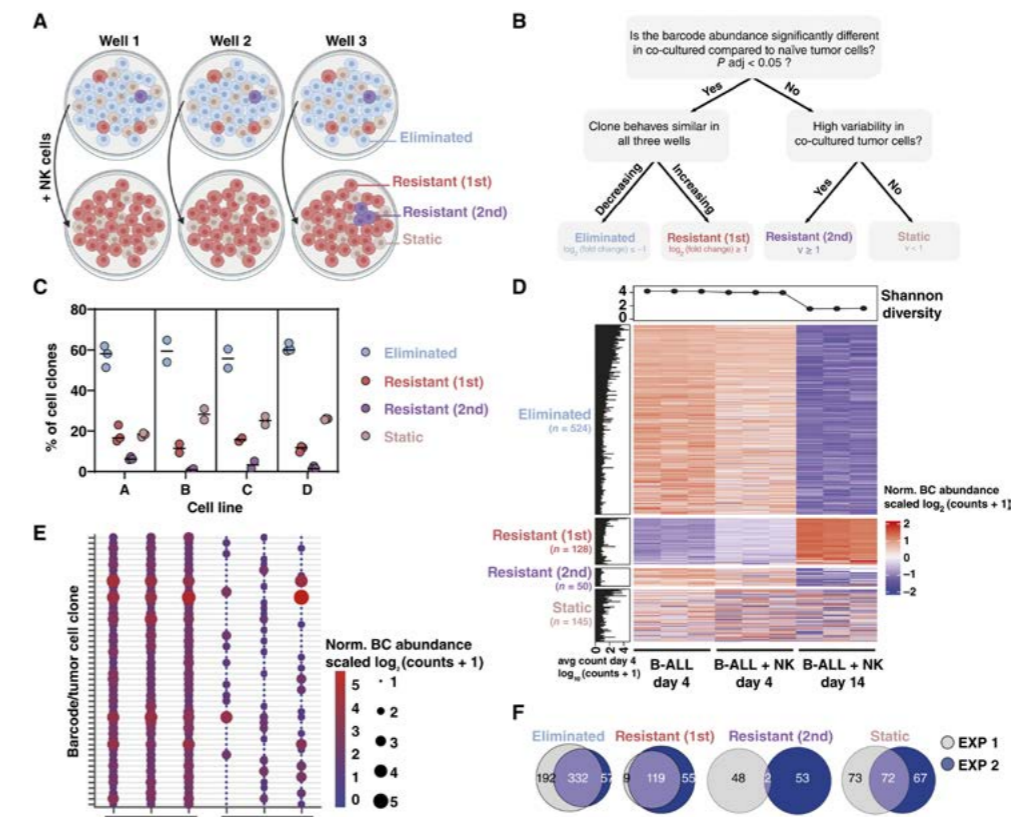 A
Well 1 Well 2 Well 3
+ NK cells
Eliminated
Resistant (1st)
Resistant (2nd)
Static
B
Is the barcode abundance significantly different
in co-cultured compared to naïve tumor cells?
P adj < 0.05 ?
Yes No
Clone behaves similar in
all three wells
High variability in
co-cultured tumor cells?
Decreasing Increasing Yes No
Eliminated
log2 (fold change) ≤ −1
Resistant (1st)
log2 (fold change) ≥ 1
Resistant (2nd)
v ≥ 1
Static
v < 1
C
% of cell clones
80
60
40
20
0
A B C D
Cell line
Eliminated
Resistant (1st)
Resistant (2nd)
Static
D
4
2
0
Shannon
diversity
Eliminated
(n = 524)
Resistant (1st)
(n = 128)
Resistant (2nd)
(n = 50)
Static
(n = 145)
0 2 4
avg count day 4
log10 (counts + 1)
B-ALL
day 4
B-ALL + NK
day 4
B-ALL + NK
day 14
Norm. BC abundance
scaled log2 (counts + 1)
2
1
0
−1
−2
E
Barcode/tumor cell clone
Norm. BC abundance
scaled log2 (counts + 1)
5
4
3
2
1
0
1
2
3
4
5
F
Eliminated Resistant (1st) Resistant (2nd) Static
192 332 57
9 119 55
48 2 53
73 72 67
EXP 1
EXP 2